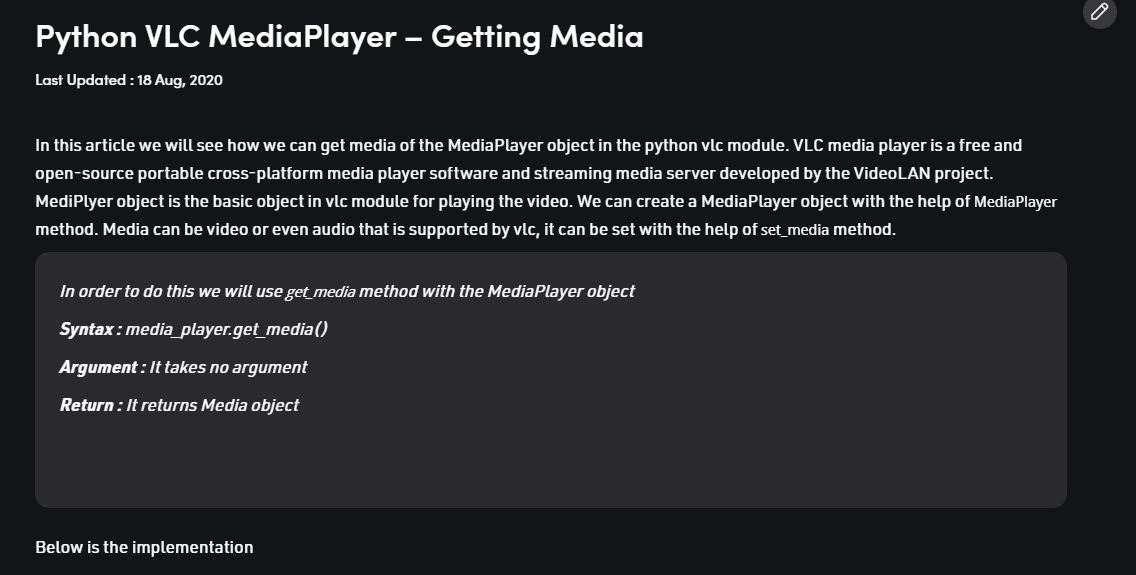 Python VLC MediaPlayer – Getting Media
Last Updated : 18 Aug, 2020
In this article we will see how we can get media of the MediaPlayer object in the python vlc module. VLC media player is a free and
open-source portable cross-platform media player software and streaming media server developed by the VideoLAN project.
MediPlyer object is the basic object in vlc module for playing the video. We can create a MediaPlayer object with the help of MediaPlayer
method. Media can be video or even audio that is supported by vlc, it can be set with the help of set_media method.
In order to do this we will use get_media method with the MediaPlayer object
Syntax : media_player.get_media()
Argument : It takes no argument
Return : It returns Media object
Below is the implementation